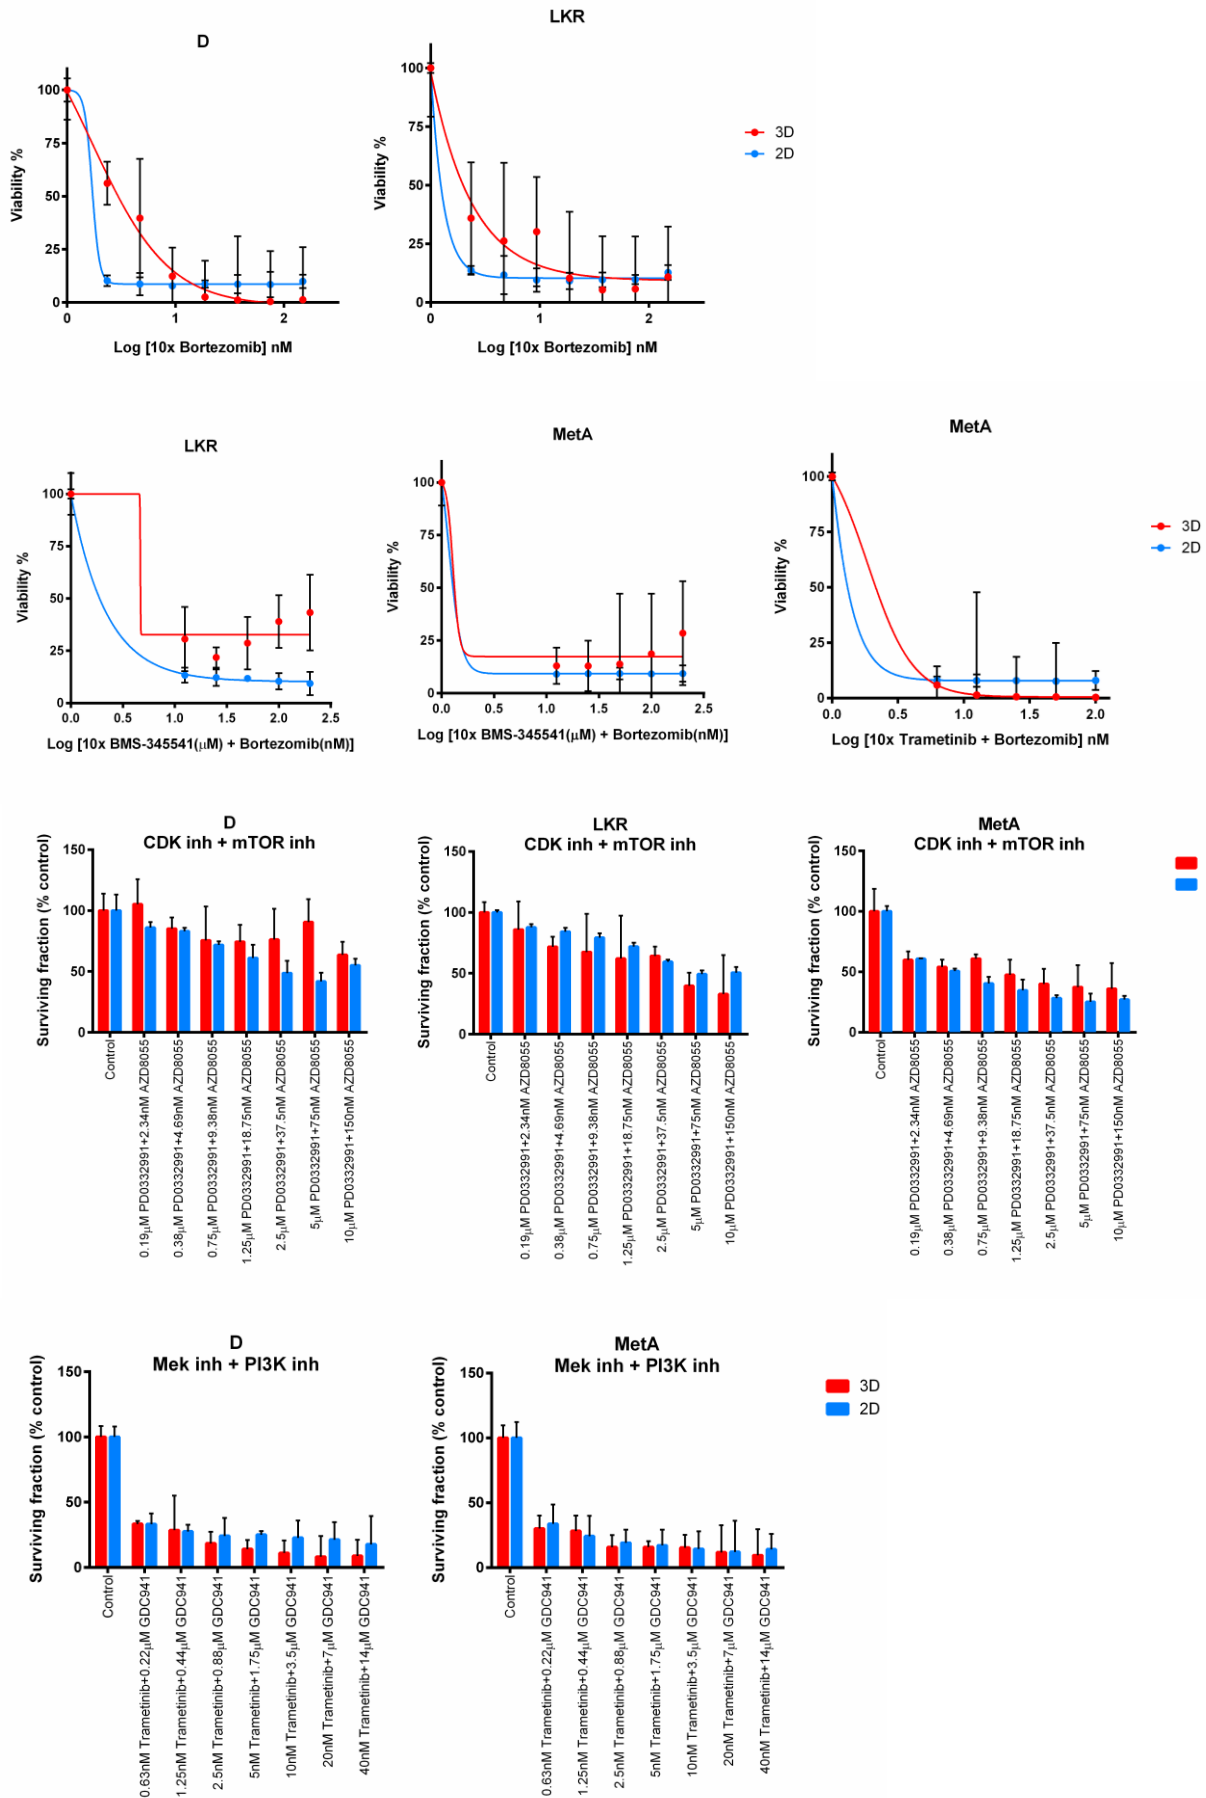 D
Viability %
100
75
50
25
0
0 1 2
Log [10x Bortezomib] nM
LKR
Viability %
100
75
50
25
0
0 1 2
Log [10x Bortezomib] nM
3D
2D
LKR
Viability %
100
75
50
25
0
0.0 0.5 1.0 1.5 2.0 2.5
Log [10x BMS-345541(µM) + Bortezomib(nM)]
MetA
Viability %
100
75
50
25
0
0.0 0.5 1.0 1.5 2.0 2.5
Log [10x BMS-345541(µM) + Bortezomib(nM)]
MetA
Viability %
100
75
50
25
0
0.0 0.5 1.0 1.5 2.0
Log [10x Trametinib + Bortezomib] nM
3D
2D
D
CDK inh + mTOR inh
Surviving fraction (% control)
150
100
50
0
Control
0.19µM PD0332991+2.34nM AZD8055
0.38µM PD0332991+4.69nM AZD8055
0.75µM PD0332991+9.38nM AZD8055
1.25µM PD0332991+18.75nM AZD8055
2.5µM PD0332991+37.5nM AZD8055
5µM PD0332991+75nM AZD8055
10µM PD0332991+150nM AZD8055
LKR
CDK inh + mTOR inh
Surviving fraction (% control)
150
100
50
0
Control
0.19µM PD0332991+2.34nM AZD8055
0.38µM PD0332991+4.69nM AZD8055
0.75µM PD0332991+9.38nM AZD8055
1.25µM PD0332991+18.75nM AZD8055
2.5µM PD0332991+37.5nM AZD8055
5µM PD0332991+75nM AZD8055
10µM PD0332991+150nM AZD8055
MetA
CDK inh + mTOR inh
Surviving fraction (% control)
150
100
50
0
Control
0.19µM PD0332991+2.34nM AZD8055
0.38µM PD0332991+4.69nM AZD8055
0.75µM PD0332991+9.38nM AZD8055
1.25µM PD0332991+18.75nM AZD8055
2.5µM PD0332991+37.5nM AZD8055
5µM PD0332991+75nM AZD8055
10µM PD0332991+150nM AZD8055
D
Mek inh + PI3K inh
Surviving fraction (% control)
150
100
50
0
Control
0.63nM Trametinib+0.22µM GDC941
1.25nM Trametinib+0.44µM GDC941
2.5nM Trametinib+0.88µM GDC941
5nM Trametinib+1.75µM GDC941
10nM Trametinib+3.5µM GDC941
20nM Trametinib+7µM GDC941
40nM Trametinib+14µM GDC941
MetA
Mek inh + PI3K inh
Surviving fraction (% control)
150
100
50
0
Control
0.63nM Trametinib+0.22µM GDC941
1.25nM Trametinib+0.44µM GDC941
2.5nM Trametinib+0.88µM GDC941
5nM Trametinib+1.75µM GDC941
10nM Trametinib+3.5µM GDC941
20nM Trametinib+7µM GDC941
40nM Trametinib+14µM GDC941
3D
2D